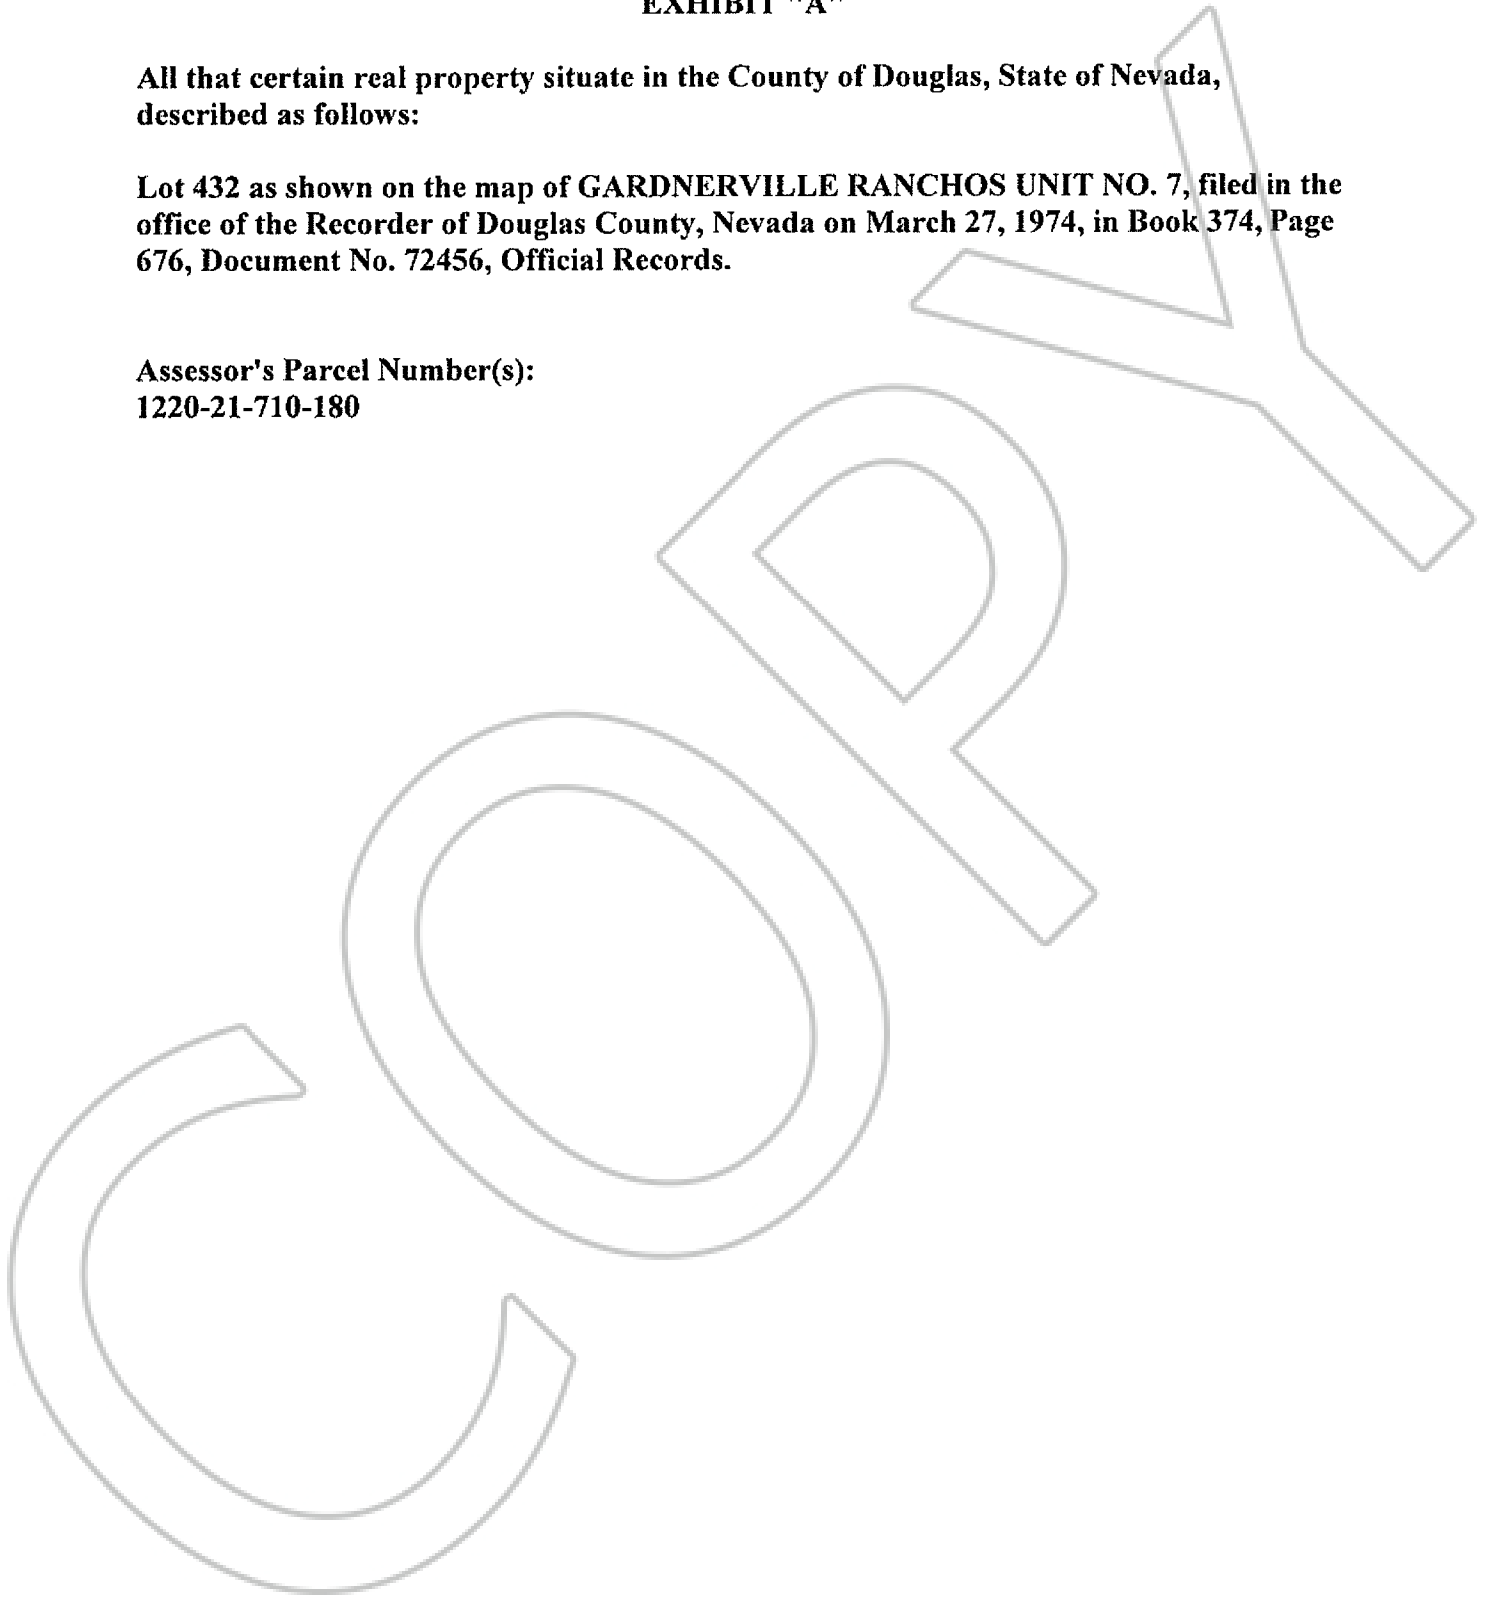 EXHIBIT "A"
All that certain real property situate in the County of Douglas, State of Nevada,
described as follows:
Lot 432 as shown on the map of GARDNERVILLE RANCHOS UNIT NO. 7, filed in the
office of the Recorder of Douglas County, Nevada on March 27, 1974, in Book 374, Page
676, Document No. 72456, Official Records.
Assessor's Parcel Number(s):
1220-21-710-180
COPY